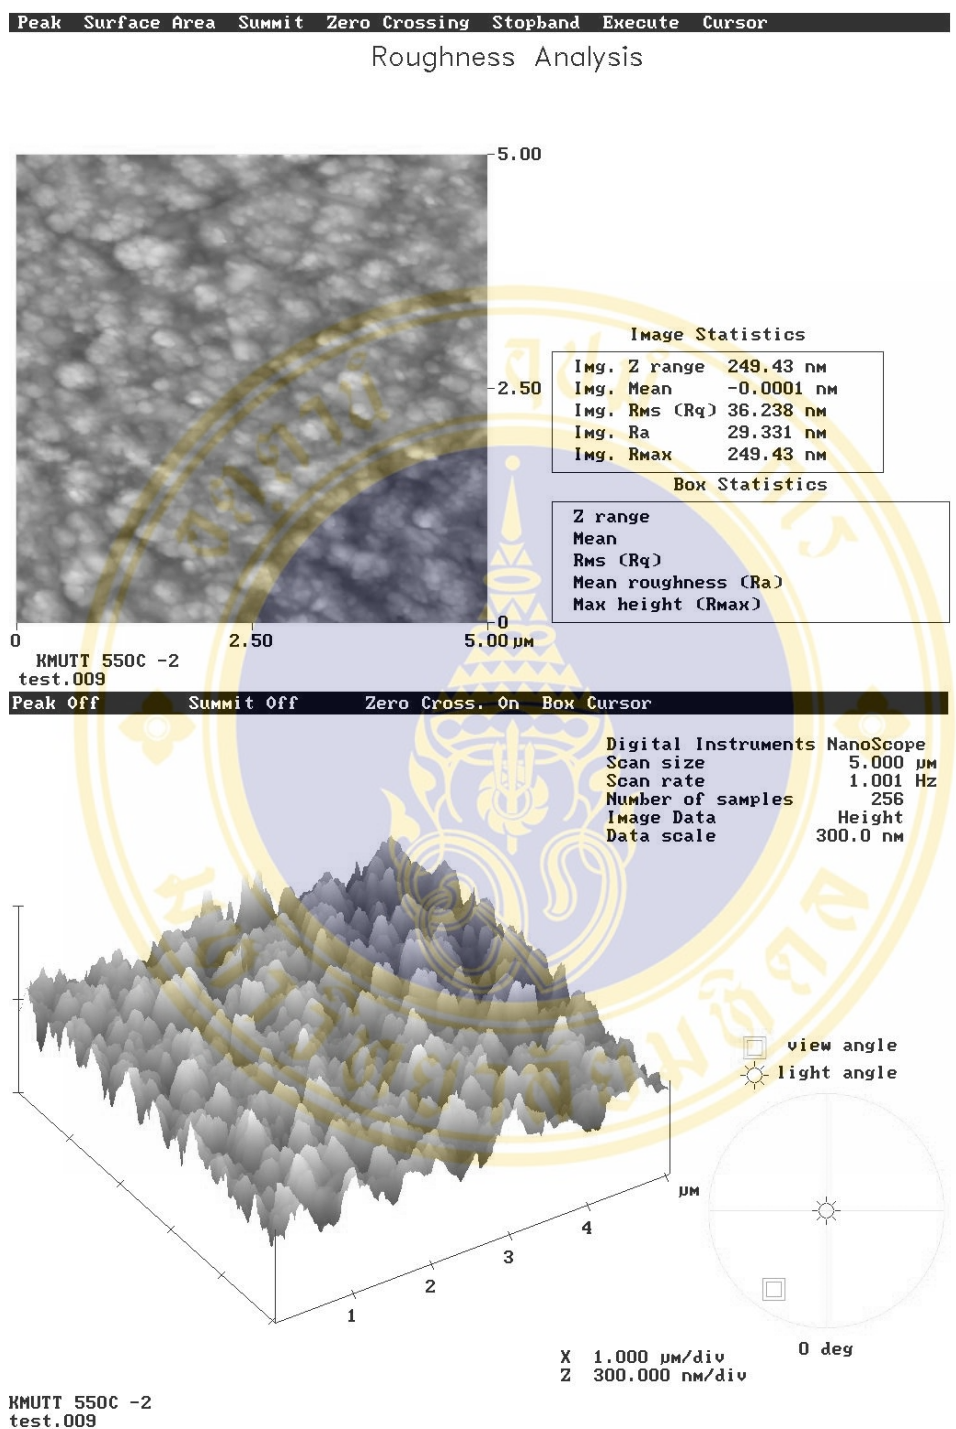 Peak Surface Area Summit Zero Crossing Stopband Execute Cursor
Roughness Analysis
5.00
2.50
0
0 2.50 5.00 µm
Image Statistics
Img. Z range 249.43 nm
Img. Mean -0.0001 nm
Img. Rms (Rq) 36.238 nm
Img. Ra 29.331 nm
Img. Rmax 249.43 nm
Box Statistics
Z range
Mean
Rms (Rq)
Mean roughness (Ra)
Max height (Rmax)
KMUTT 550C -2
test.009
Peak Off Summit Off Zero Cross. On Box Cursor
Digital Instruments NanoScope
Scan size 5.000 µm
Scan rate 1.001 Hz
Number of samples 256
Image Data Height
Data scale 300.0 nm
view angle
light angle
µm
4
3
2
1
0 deg
X 1.000 µm/div
Z 300.000 nm/div
KMUTT 550C -2
test.009